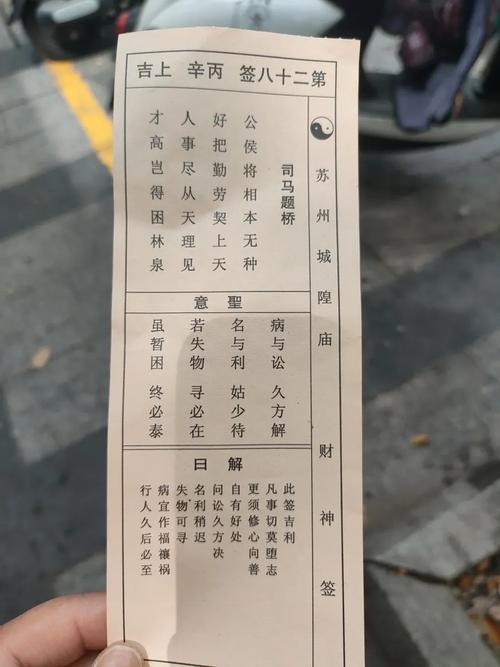 第二十八签 丙辛 上吉
苏州城隍庙 财神签
司马题桥
公侯将相本无种
好把勤劳契上天
人事尽从天理见
才高岂得困林泉
聖意
病与讼 久方解
名与利 姑少待
若失物 寻必在
虽暂困 终必泰
解曰
此签吉利
凡事切莫堕志
更须修心向善
自有好处
问讼久方决
名利稍迟
失物可寻
病宜作福禳祸
行人久后必至